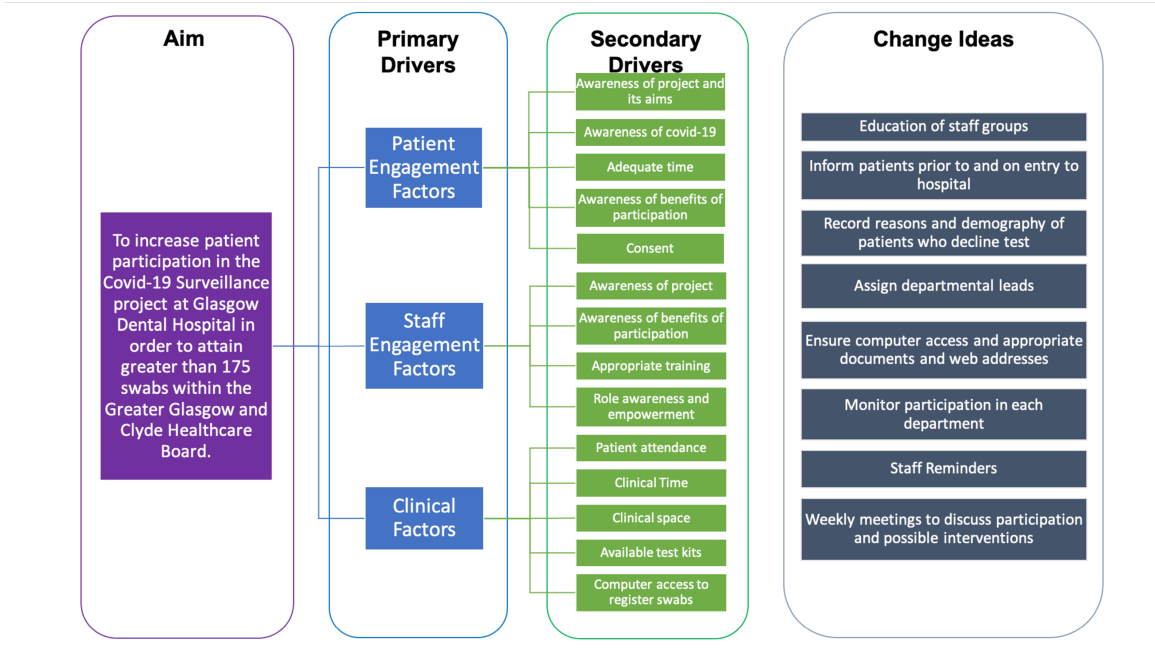 Aim
To increase patient
participation in the
Covid-19 Surveillance
project at Glasgow
Dental Hospital in
order to attain
greater than 175
swabs within the
Greater Glasgow and
Clyde Healthcare
Board.
Primary
Drivers
Patient
Engagement
Factors
Staff
Engagement
Factors
Clinical
Factors
Secondary
Drivers
Awareness of project and
its aims
Awareness of covid-19
Adequate time
Awareness of benefits of
participation
Consent
Awareness of project
Awareness of benefits of
participation
Appropriate training
Role awareness and
empowerment
Patient attendance
Clinical Time
Clinical space
Available test kits
Computer access to
register swabs
Change Ideas
Education of staff groups
Inform patients prior to and on entry to
hospital
Record reasons and demography of
patients who decline test
Assign departmental leads
Ensure computer access and appropriate
documents and web addresses
Monitor participation in each
department
Staff Reminders
Weekly meetings to discuss participation
and possible interventions